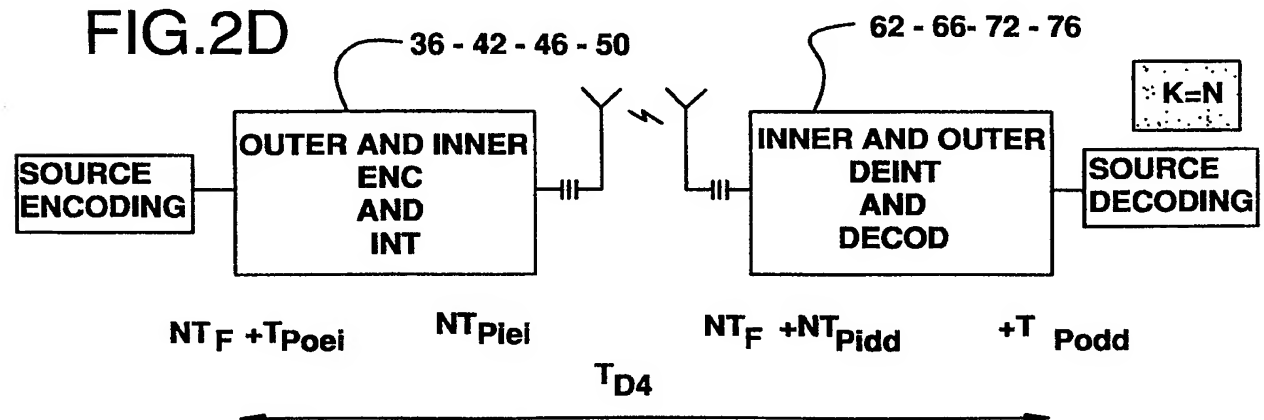 FIG.2D
36 - 42 - 46 - 50
62 - 66- 72 - 76
K=N
SOURCE
ENCODING
OUTER AND INNER
ENC
AND
INT
INNER AND OUTER
DEINT
AND
DECOD
SOURCE
DECODING
NTF +TPoei
NTPiei
NTF +NTPidd
+T Podd
TD4